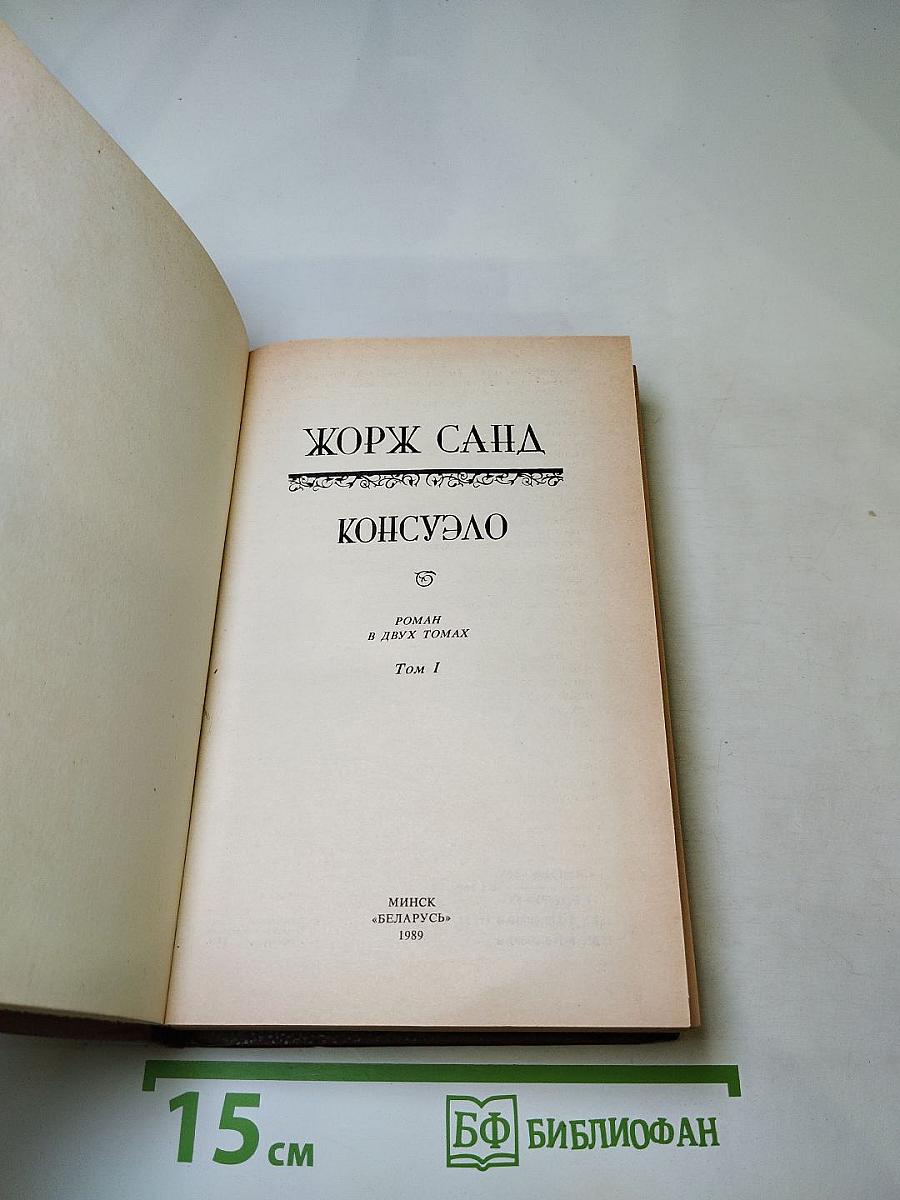 ЖОРЖ САНД
КОНСУЭЛО
РОМАН
В ДВУХ ТОМАХ
Том I
МИНСК
«БЕЛАРУСЬ»
1989
15 см
БФ БИБЛИОФАН